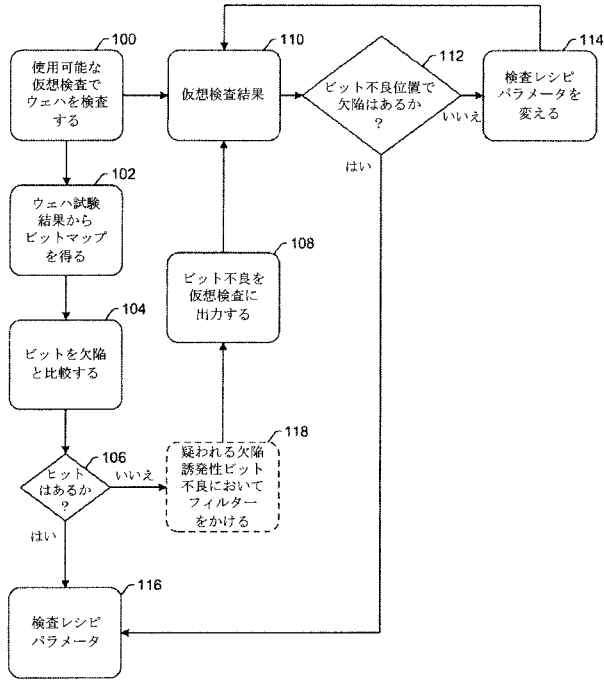 100
使用可能な
仮想検査で
ウェハを検査
する
110
仮想検査結果
112
ビット不良位置で
欠陥はあるか
?
いいえ
はい
114
検査レシピ
パラメータを
変える
102
ウェハ試験
結果から
ビットマップ
を得る
108
ビット不良を
仮想検査に
出力する
104
ビットを欠陥
と比較する
106
ヒット
はあるか
?
いいえ
はい
118
疑われる欠陥
誘発性ビット
不良において
フィルター
をかける
116
検査レシピ
パラメータ